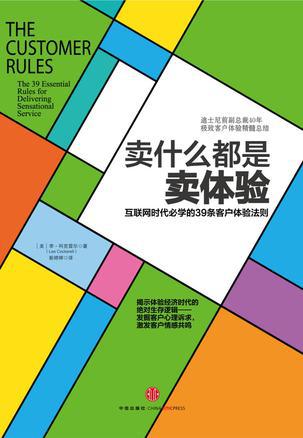 THE
CUSTOMER
RULES
The 39 Essential
Rules for
Delivering
Sensational
Service
迪士尼前副总裁40年
极致客户体验精髓总结
卖什么都是
卖体验
互联网时代必学的39条客户体验法则
[美] 李·科克雷尔 著
(Lee Cockerell)
靳婷婷 译
揭示体验经济时代的
绝对生存逻辑——
发掘客户心理诉求,
激发客户情感共鸣
中信出版社·CHINA CITIC PRESS